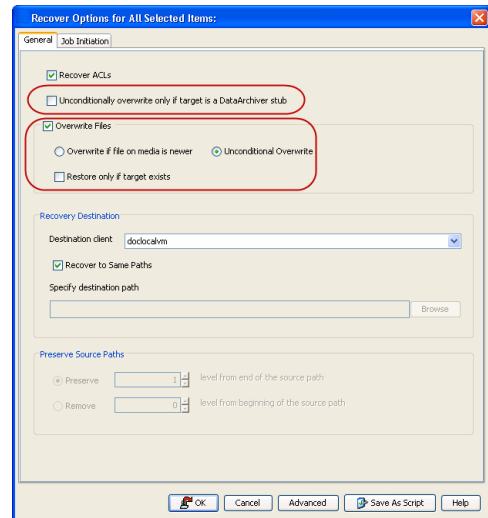 Recover Options for All Selected Items:
General Job Initiation
Recover ACLs
Unconditionally overwrite only if target is a DataArchiver stub
Overwrite Files
Overwrite if file on media is newer Unconditional Overwrite
Restore only if target exists
Recovery Destination
Destination client doclocalvm
Recover to Same Paths
Specify destination path
Browse
Preserve Source Paths
Preserve 1 level from end of the source path
Remove 0 level from beginning of the source path
OK Cancel Advanced Save As Script Help